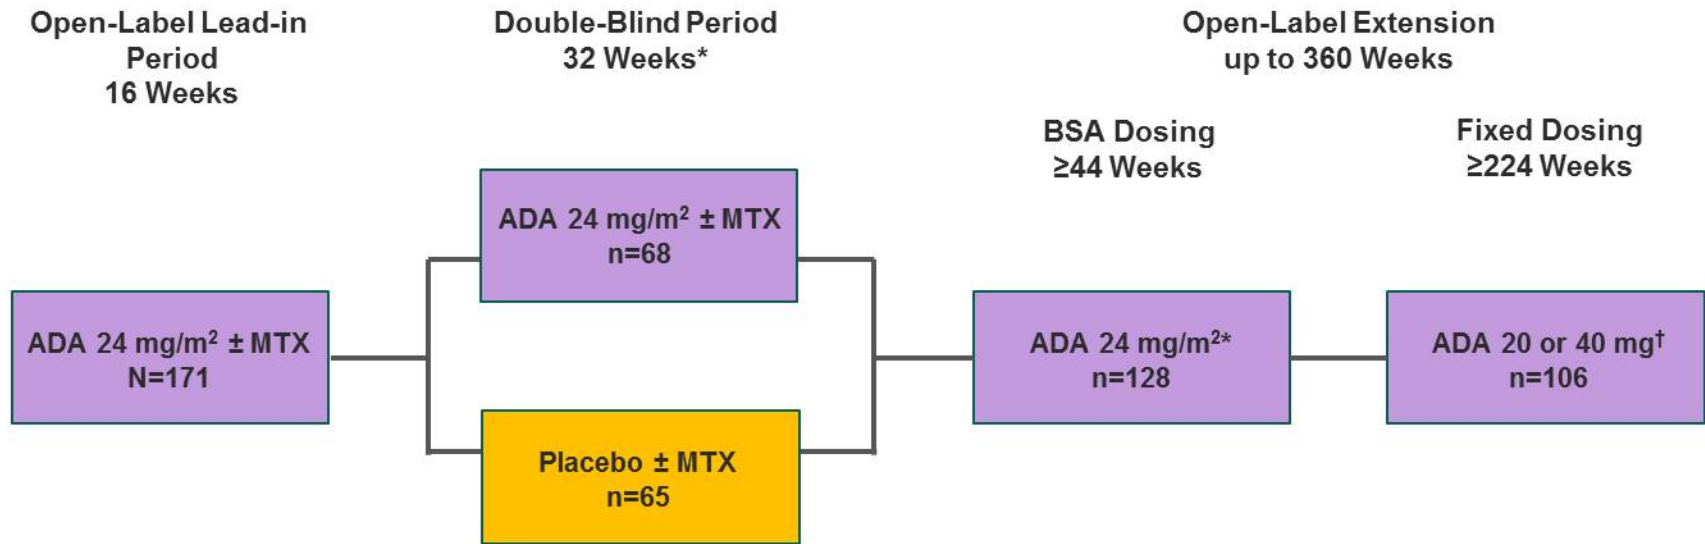 Open-Label Lead-in
Period
16 Weeks
Double-Blind Period
32 Weeks*
Open-Label Extension
up to 360 Weeks
BSA Dosing
≥44 Weeks
Fixed Dosing
≥224 Weeks
ADA 24 mg/m² ± MTX
N=171
ADA 24 mg/m² ± MTX
n=68
Placebo ± MTX
n=65
ADA 24 mg/m²*
n=128
ADA 20 or 40 mg†
n=106